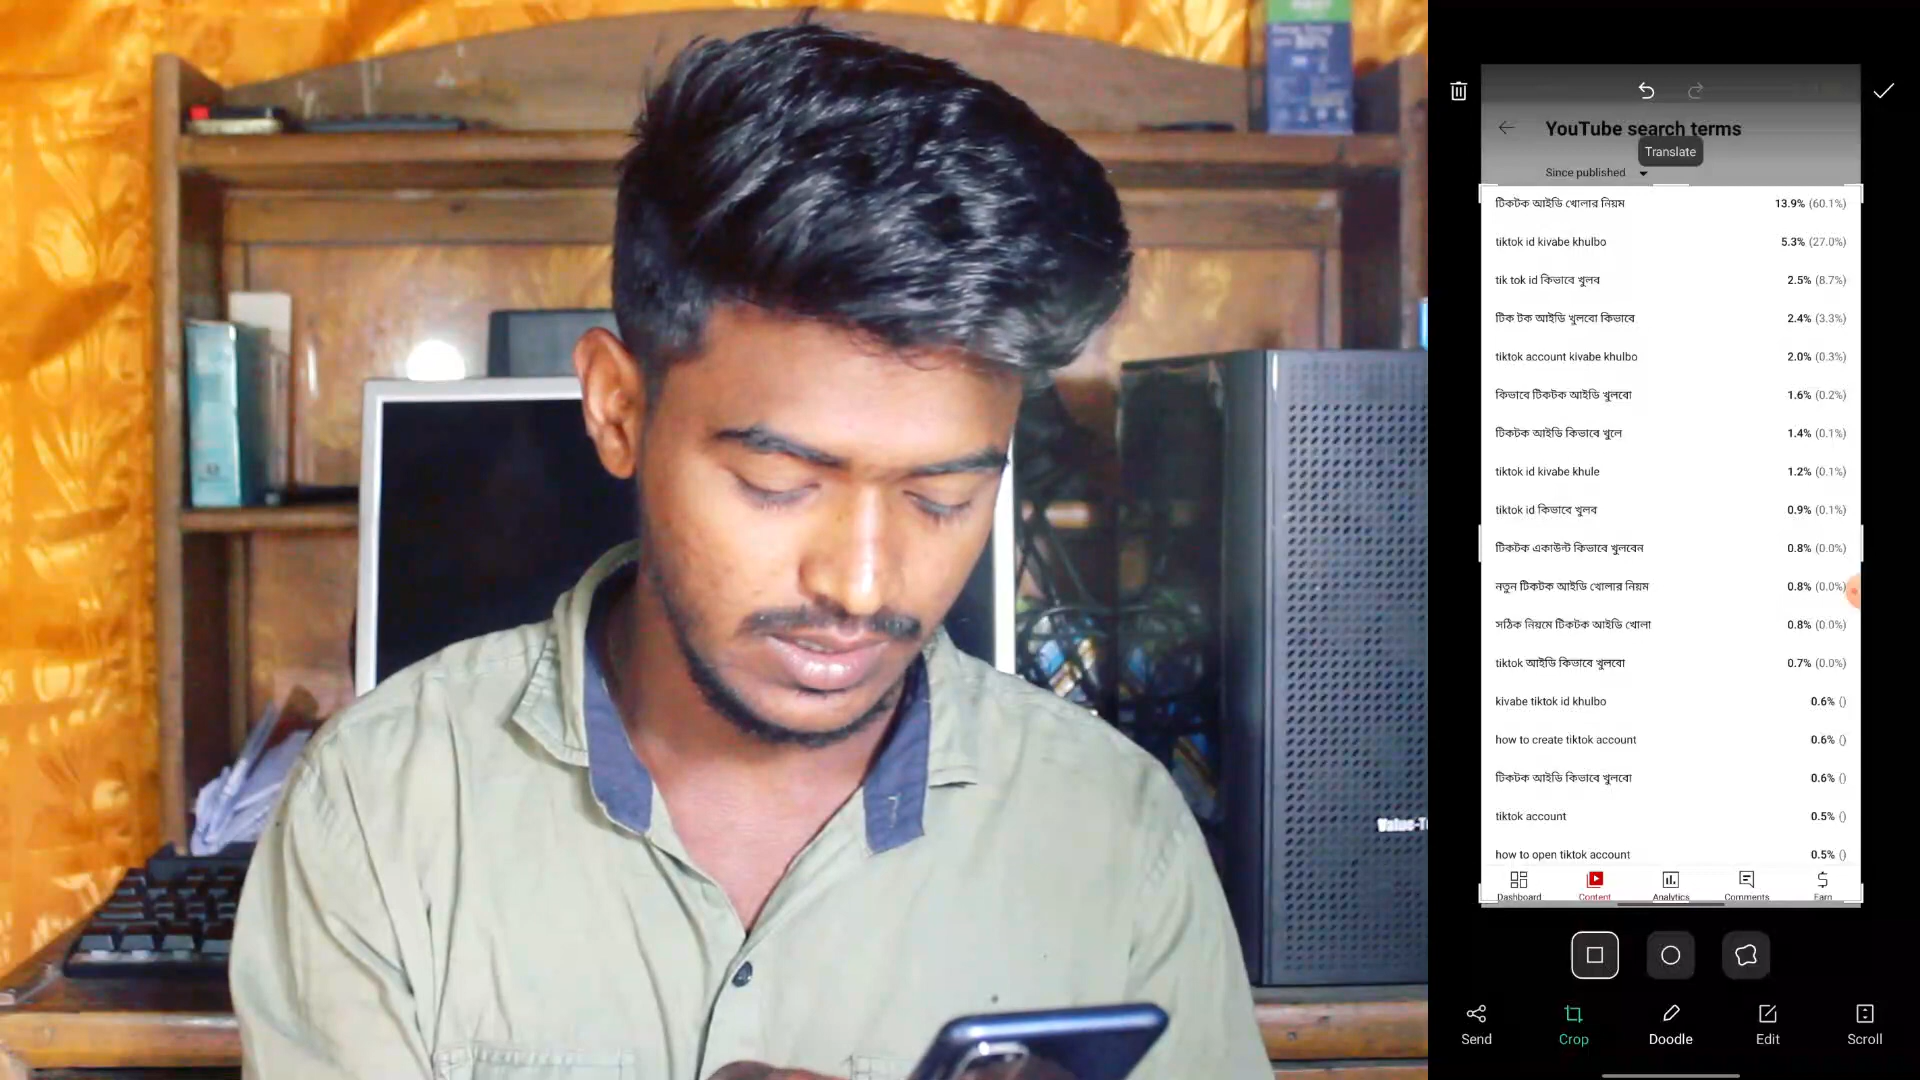 YouTube search terms
Translate
Since published
টিকটক আইডি খোলার নিয়ম 13.9% (60.1%)
tiktok id kivabe khulbo 5.3% (27.0%)
tik tok id কিভাবে খুলব 2.5% (8.7%)
টিক টক আইডি খুলবো কিভাবে 2.4% (3.3%)
tiktok account kivabe khulbo 2.0% (0.3%)
কিভাবে টিকটক আইডি খুলবো 1.6% (0.2%)
টিকটক আইডি কিভাবে খুলে 1.4% (0.1%)
tiktok id kivabe khule 1.2% (0.1%)
tiktok id কিভাবে খুলব 0.9% (0.1%)
টিকটক একাউন্ট কিভাবে খুলবেন 0.8% (0.0%)
নতুন টিকটক আইডি খোলার নিয়ম 0.8% (0.0%)
সঠিক নিয়মে টিকটক আইডি খোলা 0.8% (0.0%)
tiktok আইডি কিভাবে খুলবো 0.7% (0.0%)
kivabe tiktok id khulbo 0.6% ()
how to create tiktok account 0.6% ()
টিকটক আইডি কিভাবে খুলবো 0.6% ()
tiktok account 0.5% ()
how to open tiktok account 0.5% ()
Dashboard Content Analytics Comments Earn
Send Crop Doodle Edit Scroll